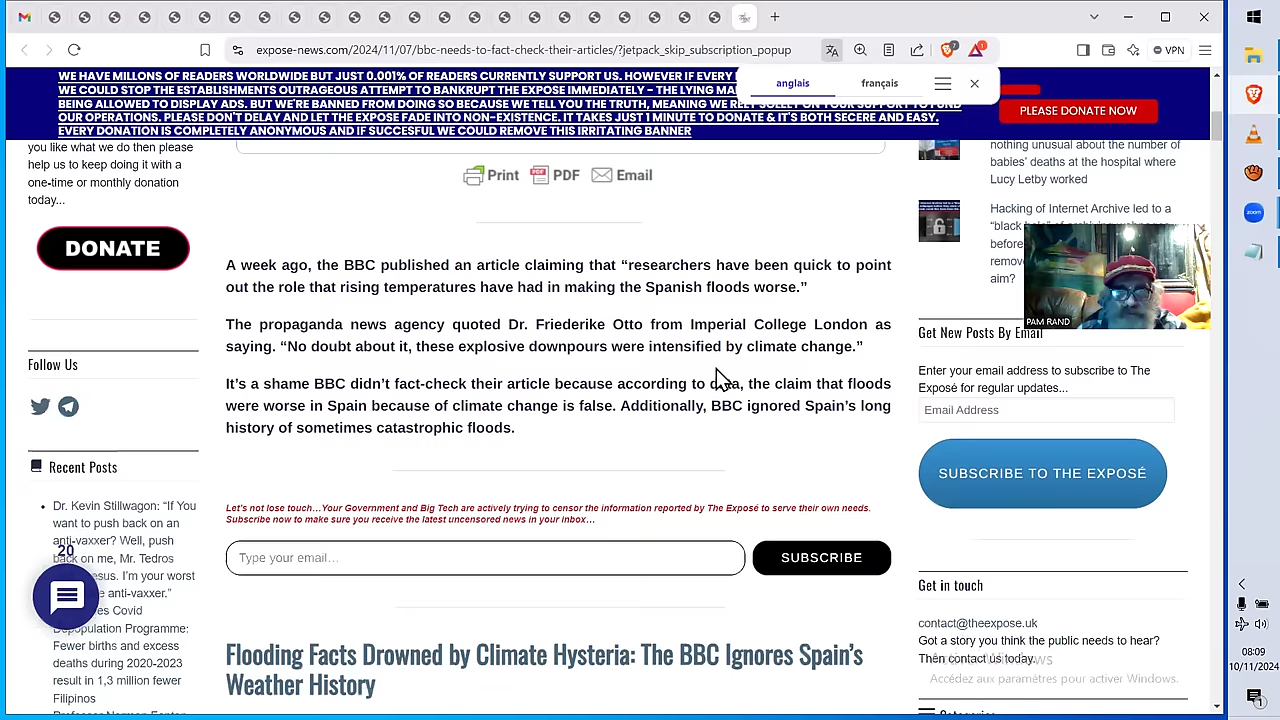 expose-news.com/2024/11/07/bbc-needs-to-fact-check-their-articles/?jetpack_skip_subscription_popup
7
1
VPN
anglais
français
WE HAVE MILLONS OF READERS WORLDWIDE BUT JUST 0.001% OF READERS CURRENTLY SUPPORT US. HOWEVER IF EVERY
WE COULD STOP THE ESTABLISHMENTS OUTRAGEOUS ATTEMPT TO BANKRUPT THE EXPOSE IMMEDIATELY - THE LYING
BEING ALLOWED TO DISPLAY ADS. BUT WE'RE BANNED FROM DOING SO BECAUSE WE TELL YOU THE TRUTH, MEANING WE RELY SOLELY ON YOUR SUPPORT TO FUND
OUR OPERATIONS. PLEASE DON'T DELAY AND LET THE EXPOSE FADE INTO NON-EXISTENCE. IT TAKES JUST 1 MINUTE TO DONATE & IT'S BOTH SECERE AND EASY.
EVERY DONATION IS COMPLETELY ANONYMOUS AND IF SUCCESFUL WE COULD REMOVE THIS IRRITATING BANNER
PLEASE DONATE NOW
you like what we do then please
help us to keep doing it with a
one-time or monthly donation
today...
DONATE
Follow Us
Recent Posts
Dr. Kevin Stillwagon: “If You
want to push back on an
anti-vaxxer? Well, push
back on me, Mr. Tedros
I’m your worst
anti-vaxxer.”
Covid
Depopulation Programme:
Fewer births and excess
deaths during 2020-2023
result in 1,3 million fewer
Filipinos
20
Print
PDF
Email
A week ago, the BBC published an article claiming that “researchers have been quick to point
out the role that rising temperatures have had in making the Spanish floods worse.”
The propaganda news agency quoted Dr. Friederike Otto from Imperial College London as
saying. “No doubt about it, these explosive downpours were intensified by climate change.”
It’s a shame BBC didn’t fact-check their article because according to data, the claim that floods
were worse in Spain because of climate change is false. Additionally, BBC ignored Spain’s long
history of sometimes catastrophic floods.
Let’s not lose touch…Your Government and Big Tech are actively trying to censor the information reported by The Exposé to serve their own needs.
Subscribe now to make sure you receive the latest uncensored news in your inbox…
Type your email…
SUBSCRIBE
Flooding Facts Drowned by Climate Hysteria: The BBC Ignores Spain’s
Weather History
nothing unusual about the number of
babies’ deaths at the hospital where
Lucy Letby worked
Hacking of Internet Archive led to a
“black
before
aim?
PAM RAND
Get New Posts By Email
Enter your email address to subscribe to The
Exposé for regular updates...
Email Address
SUBSCRIBE TO THE EXPOSÉ
Get in touch
contact@theexpose.uk
Got a story you think the public needs to hear?
Then contact us today...
Accédez aux paramètres pour activer Windows.
zoom
08:09
10/11/2024
1